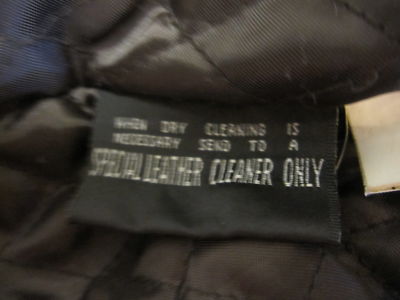 WHEN DRY CLEANING IS
NECESSARY SEND TO A
SPECIAL LEATHER CLEANER ONLY